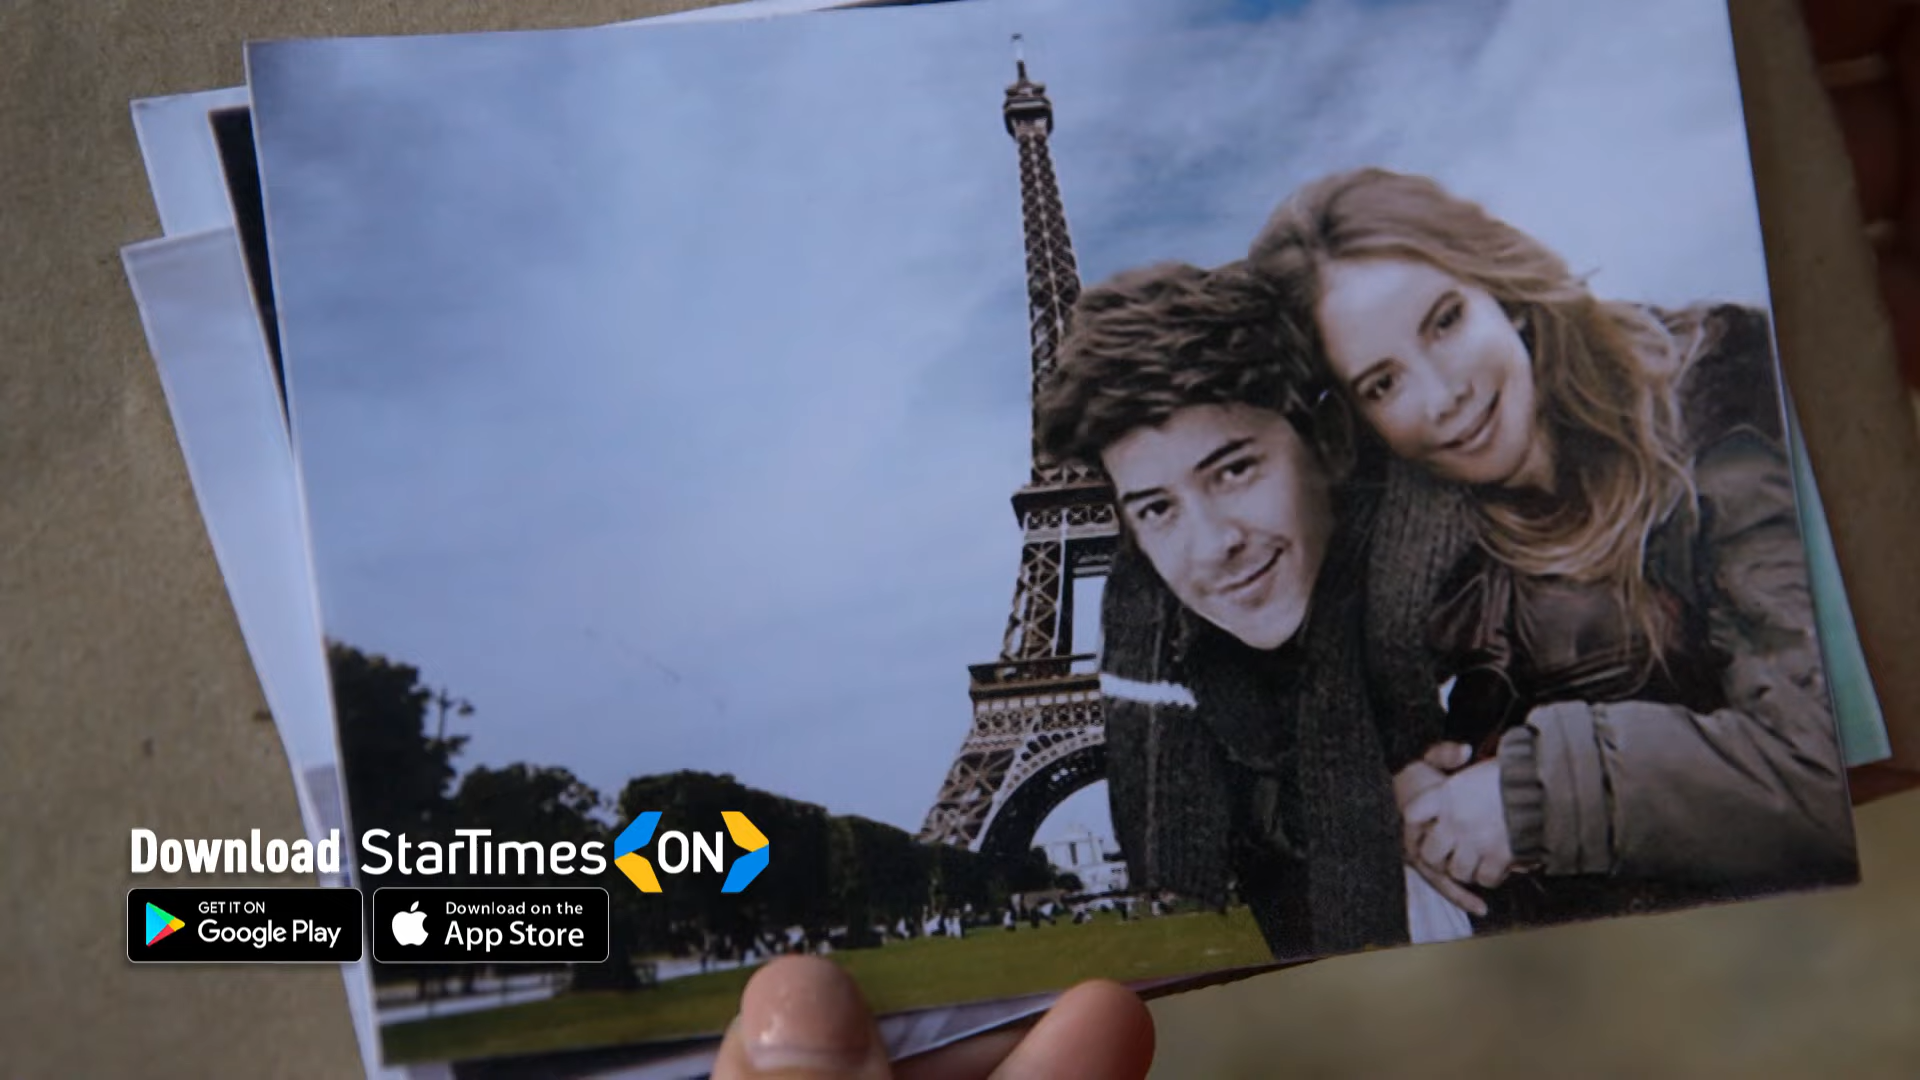 Download StarTimes ON
GET IT ON
Google Play
Download on the
App Store